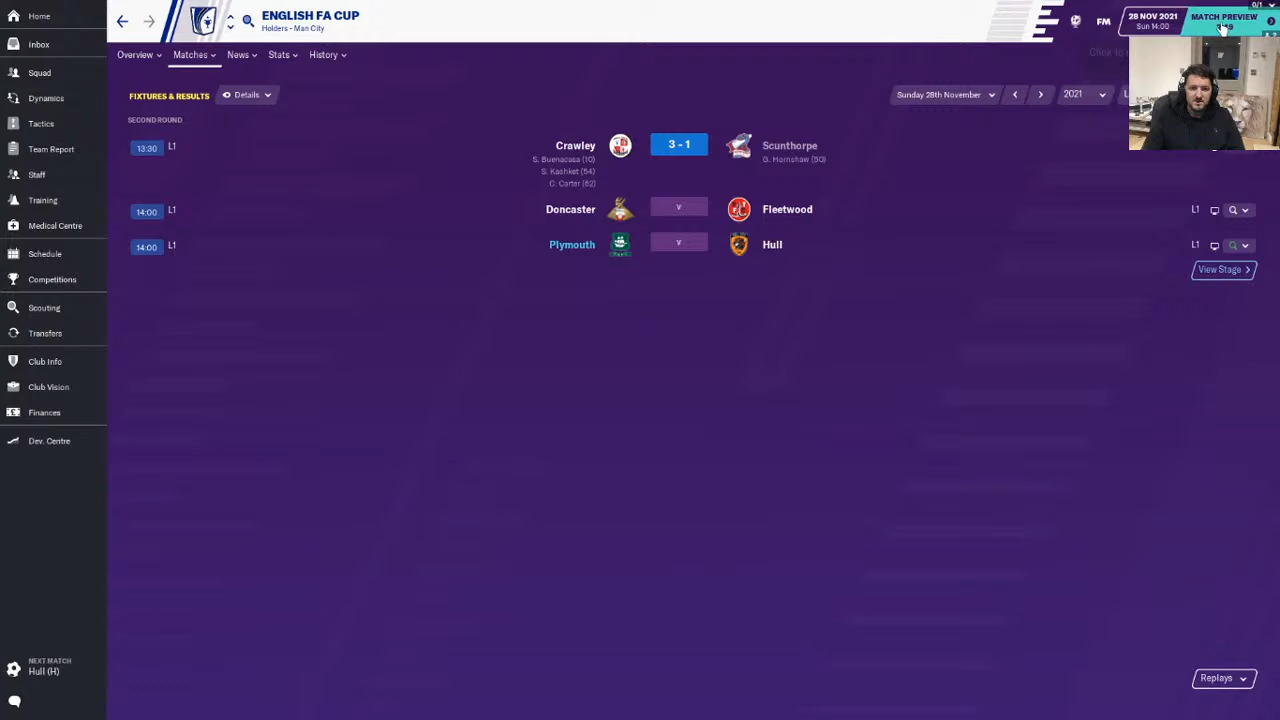 ENGLISH FA CUP
Holders - Man City
FM
28 NOV 2021
Sun 14:00
MATCH PREVIEW
0/1
Click to
Inbox
Squad
Dynamics
Tactics
Team Report
Staff
Training
Medical Centre
Schedule
Competitions
Scouting
Transfers
Club Info
Club Vision
Finances
Dev. Centre
NEXT MATCH
Hull (H)
Overview
Matches
News
Stats
History
FIXTURES & RESULTS
Details
Sunday 28th November
2021
SECOND ROUND
13:30 L1 Crawley 3 - 1 Scunthorpe
S. Buenacasa (10) G. Hornshaw (50)
S. Kashket (54)
C. Carter (62)
14:00 L1 Doncaster v Fleetwood L1
14:00 L1 Plymouth v Hull L1
View Stage
Replays